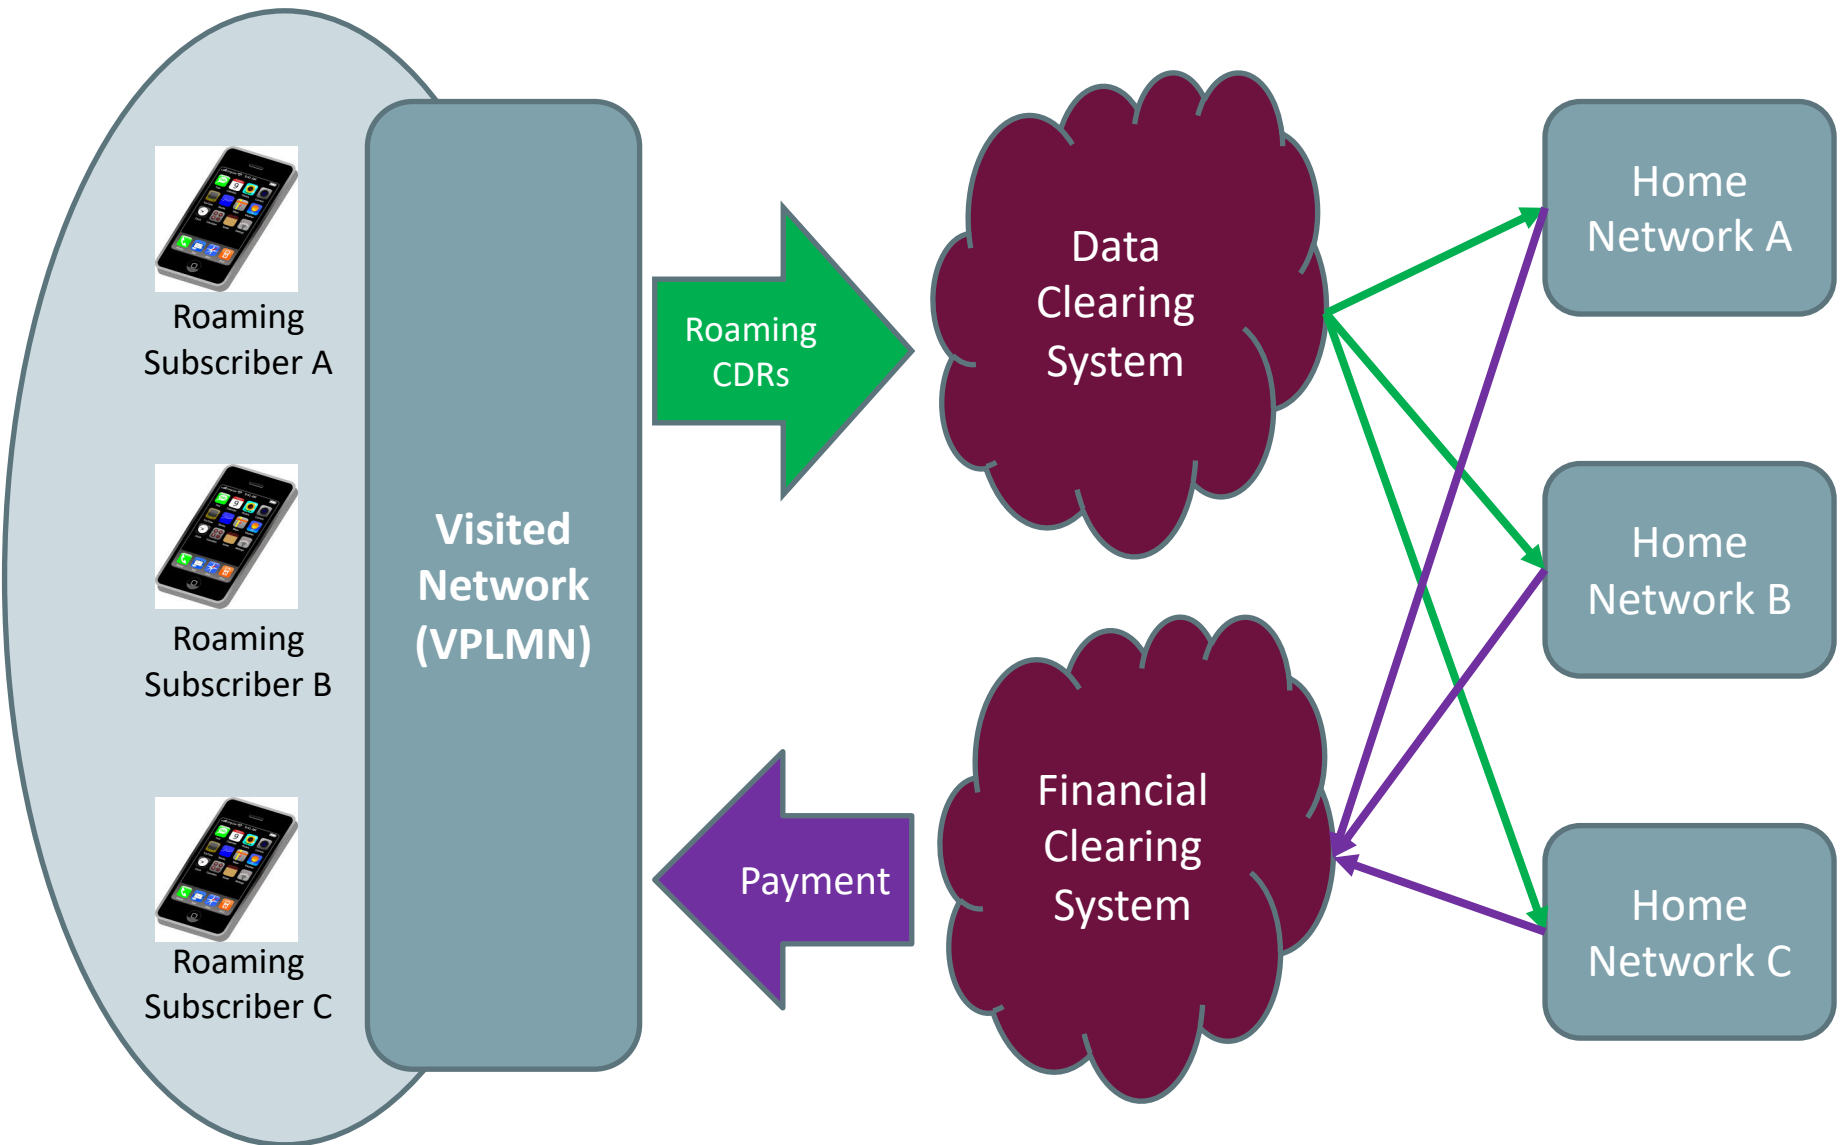 Roaming
Subscriber A
Roaming
Subscriber B
Roaming
Subscriber C
Visited
Network
(VPLMN)
Roaming
CDRs
Payment
Data
Clearing
System
Financial
Clearing
System
Home
Network A
Home
Network B
Home
Network C